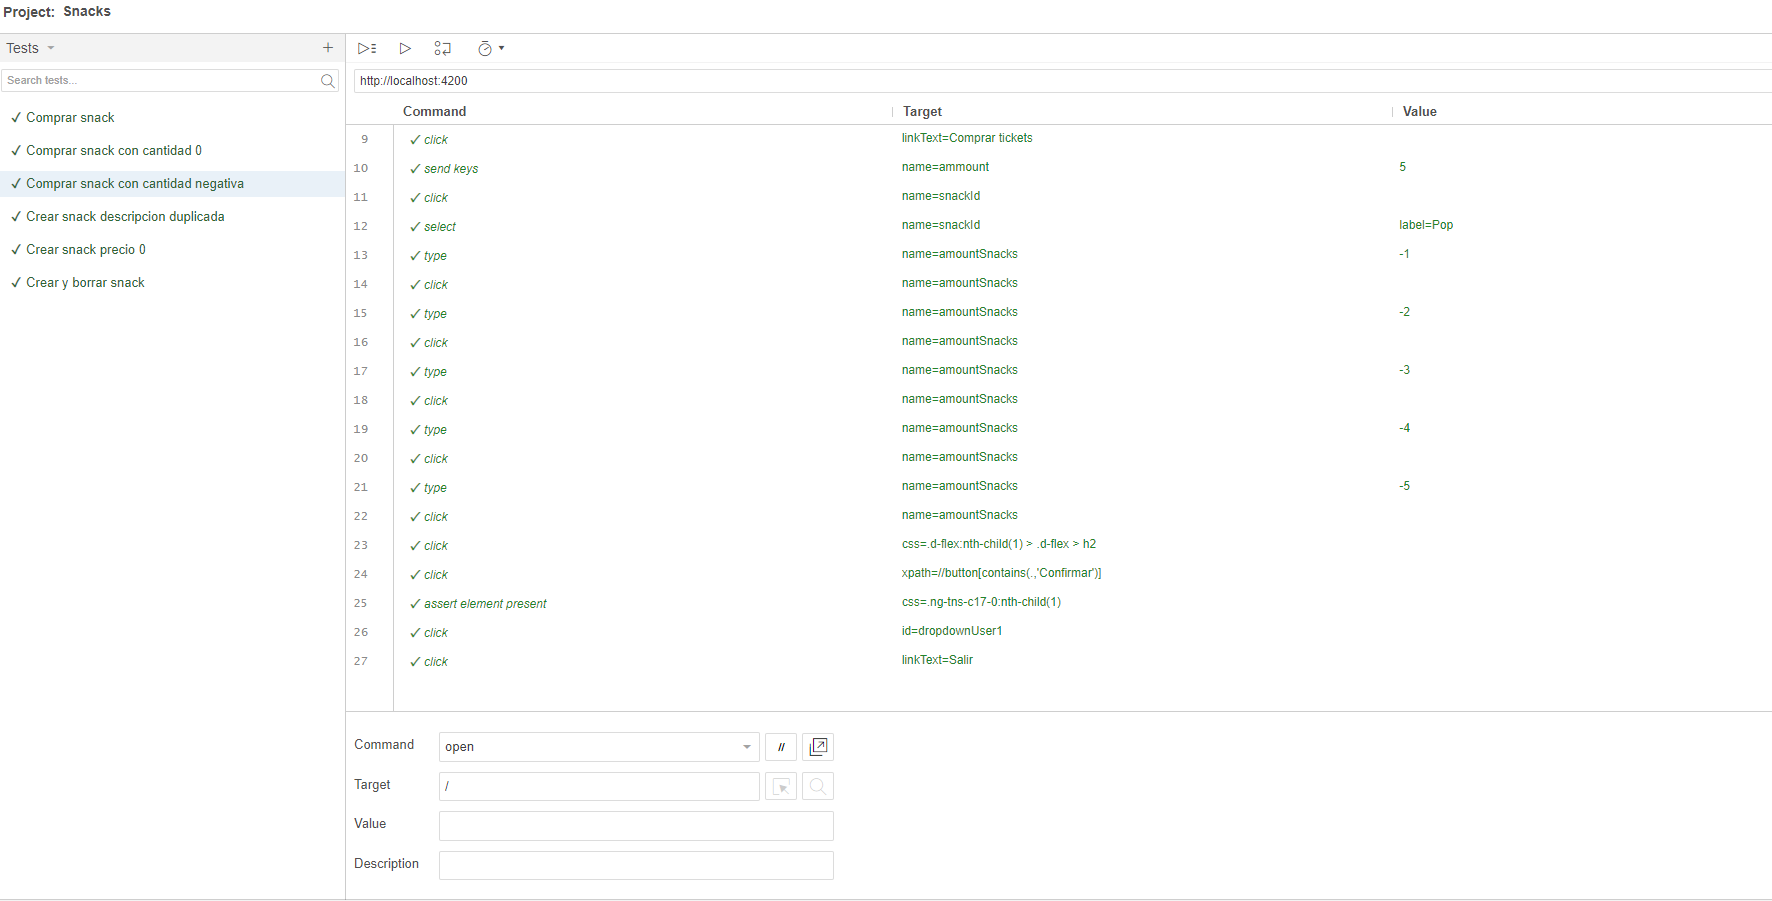 Project: Snacks
Tests
+
Search tests...
✓ Comprar snack
✓ Comprar snack con cantidad 0
✓ Comprar snack con cantidad negativa
✓ Crear snack descripcion duplicada
✓ Crear snack precio 0
✓ Crear y borrar snack
http://localhost:4200
Command Target Value
9 ✓ click linkText=Comprar tickets
10 ✓ send keys name=ammount 5
11 ✓ click name=snackId
12 ✓ select name=snackId label=Pop
13 ✓ type name=amountSnacks -1
14 ✓ click name=amountSnacks
15 ✓ type name=amountSnacks -2
16 ✓ click name=amountSnacks
17 ✓ type name=amountSnacks -3
18 ✓ click name=amountSnacks
19 ✓ type name=amountSnacks -4
20 ✓ click name=amountSnacks
21 ✓ type name=amountSnacks -5
22 ✓ click name=amountSnacks
23 ✓ click css=.d-flex:nth-child(1) > .d-flex > h2
24 ✓ click xpath=//button[contains(.,'Confirmar')]
25 ✓ assert element present css=.ng-tns-c17-0:nth-child(1)
26 ✓ click id=dropdownUser1
27 ✓ click linkText=Salir
Command open //
Target /
Value
Description